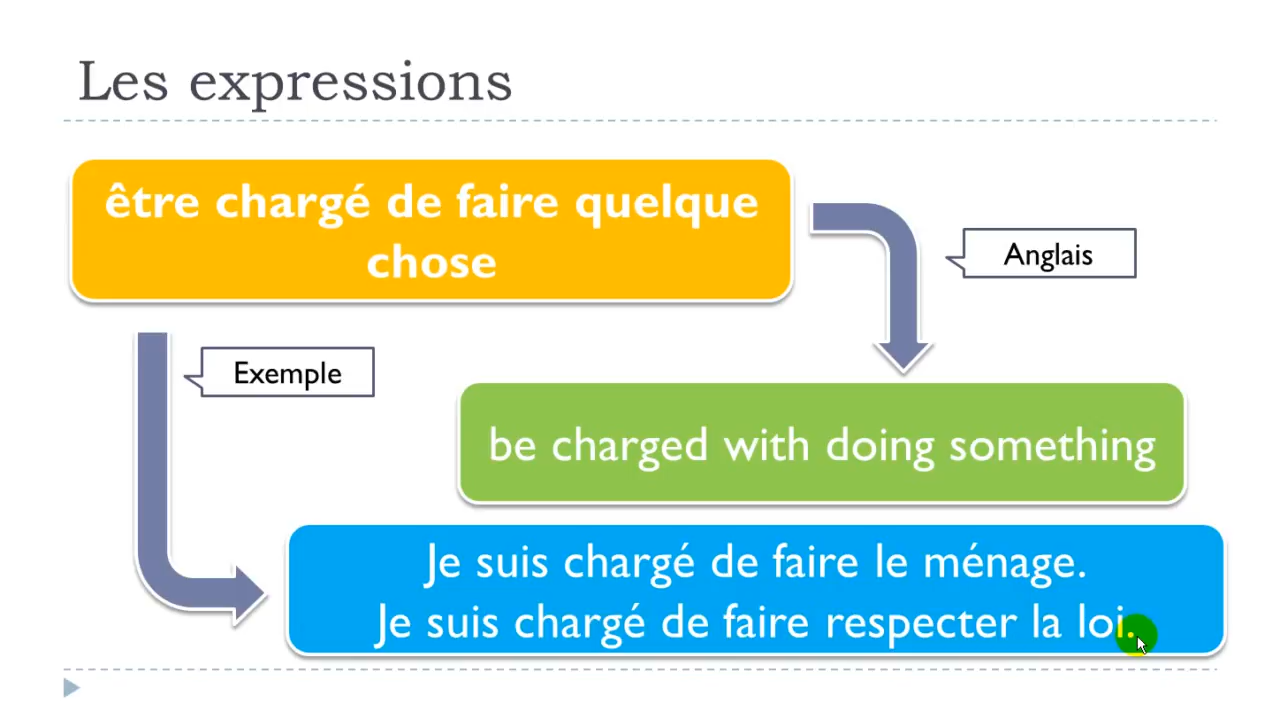 Les expressions
être chargé de faire quelque
chose
Anglais
Exemple
be charged with doing something
Je suis chargé de faire le ménage.
Je suis chargé de faire respecter la loi.